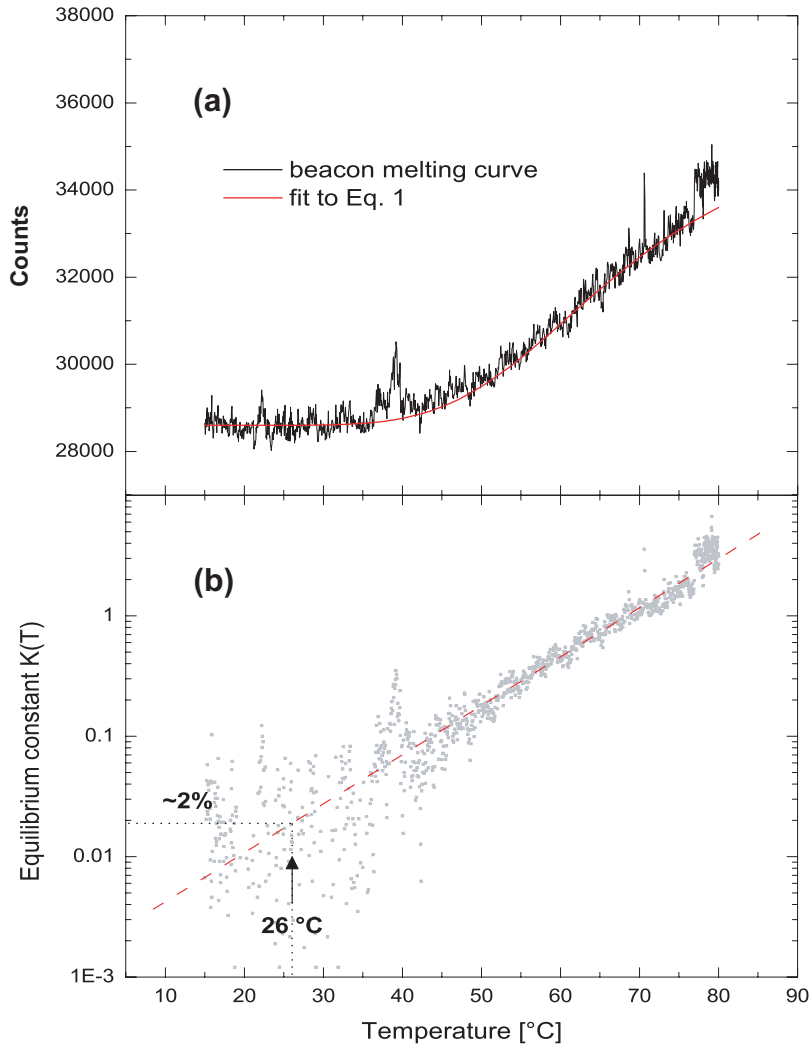 38000
36000
34000
32000
30000
28000
Counts
(a)
beacon melting curve
fit to Eq. 1
(b)
1
0.1
0.01
1E-3
Equilibrium constant K(T)
~2%
26 °C
10 20 30 40 50 60 70 80 90
Temperature [°C]